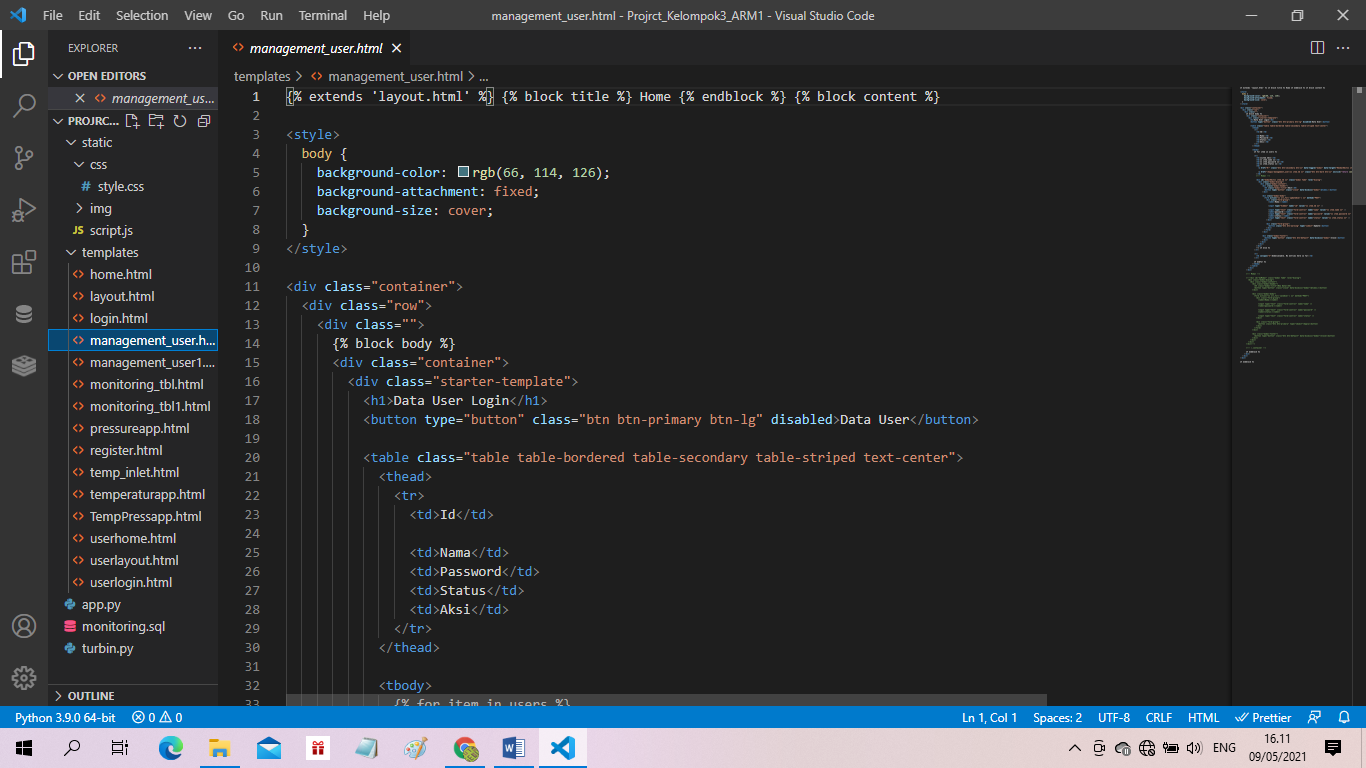 File Edit Selection View Go Run Terminal Help
management_user.html - Projrct_Kelompok3_ARM1 - Visual Studio Code
EXPLORER
OPEN EDITORS
management_us...
PROJRC...
static
css
# style.css
img
JS script.js
templates
home.html
layout.html
login.html
management_user.h...
management_user1....
monitoring_tbl.html
monitoring_tbl1.html
pressureapp.html
register.html
temp_inlet.html
temperaturapp.html
TempPressapp.html
userhome.html
userlayout.html
userlogin.html
app.py
monitoring.sql
turbin.py
OUTLINE
management_user.html
templates > management_user.html > ...
1 {% extends 'layout.html' %} {% block title %} Home {% endblock %} {% block content %}
2
3 <style>
4 body {
5 background-color: rgb(66, 114, 126);
6 background-attachment: fixed;
7 background-size: cover;
8 }
9 </style>
10
11 <div class="container">
12 <div class="row">
13 <div class="">
14 {% block body %}
15 <div class="container">
16 <div class="starter-template">
17 <h1>Data User Login</h1>
18 <button type="button" class="btn btn-primary btn-lg" disabled>Data User</button>
19
20 <table class="table table-bordered table-secondary table-striped text-center">
21 <thead>
22 <tr>
23 <td>Id</td>
24
25 <td>Nama</td>
26 <td>Password</td>
27 <td>Status</td>
28 <td>Aksi</td>
29 </tr>
30 </thead>
31
32 <tbody>
33 {% for item in users %}
Python 3.9.0 64-bit 0 0 Ln 1, Col 1 Spaces: 2 UTF-8 CRLF HTML Prettier
ENG
16.11
09/05/2021